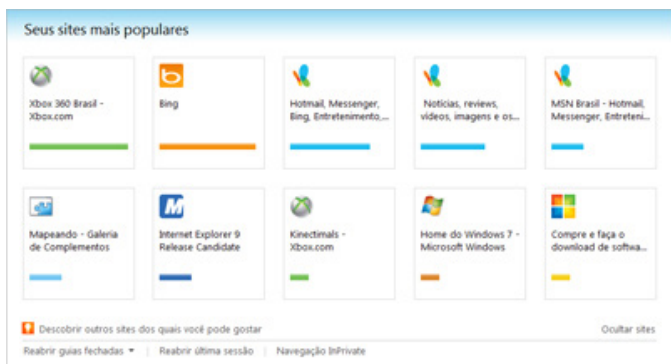 Seus sites mais populares
Xbox 360 Brasil -
Xbox.com
Bing
Hotmail, Messenger,
Bing, Entretenimento,...
Notícias, reviews,
vídeos, imagens e os...
MSN Brasil - Hotmail,
Messenger, Entreteni...
Mapeando - Galeria
de Complementos
Internet Explorer 9
Release Candidate
Kinectimals -
Xbox.com
Home do Windows 7 -
Microsoft Windows
Compre e faça o
download de softwa...
Descobrir outros sites dos quais você pode gostar
Ocultar sites
Reabrir guias fechadas
Reabrir última sessão
Navegação InPrivate